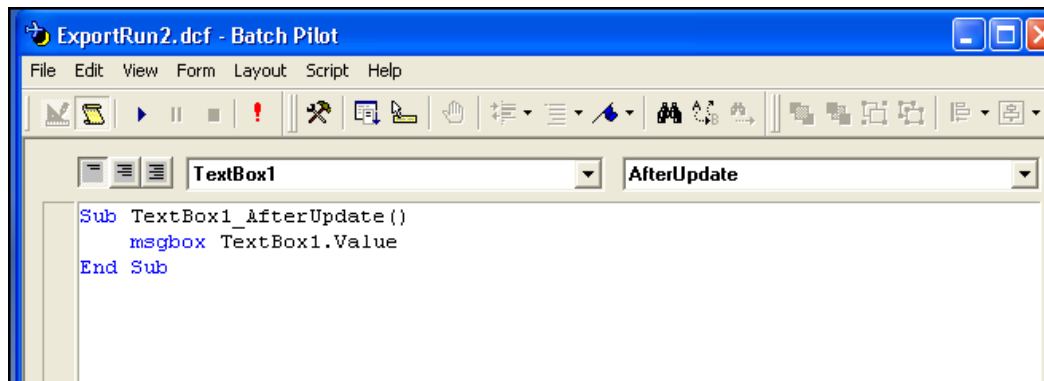 ExportRun2.dcf - Batch Pilot
File Edit View Form Layout Script Help
TextBox1 AfterUpdate
Sub TextBox1_AfterUpdate()
msgbox TextBox1.Value
End Sub